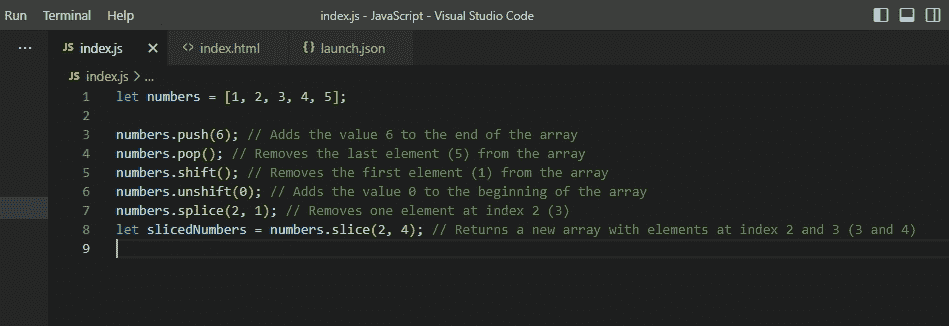 Run Terminal Help index.js - JavaScript - Visual Studio Code
... JS index.js × <> index.html {} launch.json
JS index.js > ...
1 let numbers = [1, 2, 3, 4, 5];
2
3 numbers.push(6); // Adds the value 6 to the end of the array
4 numbers.pop(); // Removes the last element (5) from the array
5 numbers.shift(); // Removes the first element (1) from the array
6 numbers.unshift(0); // Adds the value 0 to the beginning of the array
7 numbers.splice(2, 1); // Removes one element at index 2 (3)
8 let slicedNumbers = numbers.slice(2, 4); // Returns a new array with elements at index 2 and 3 (3 and 4)
9